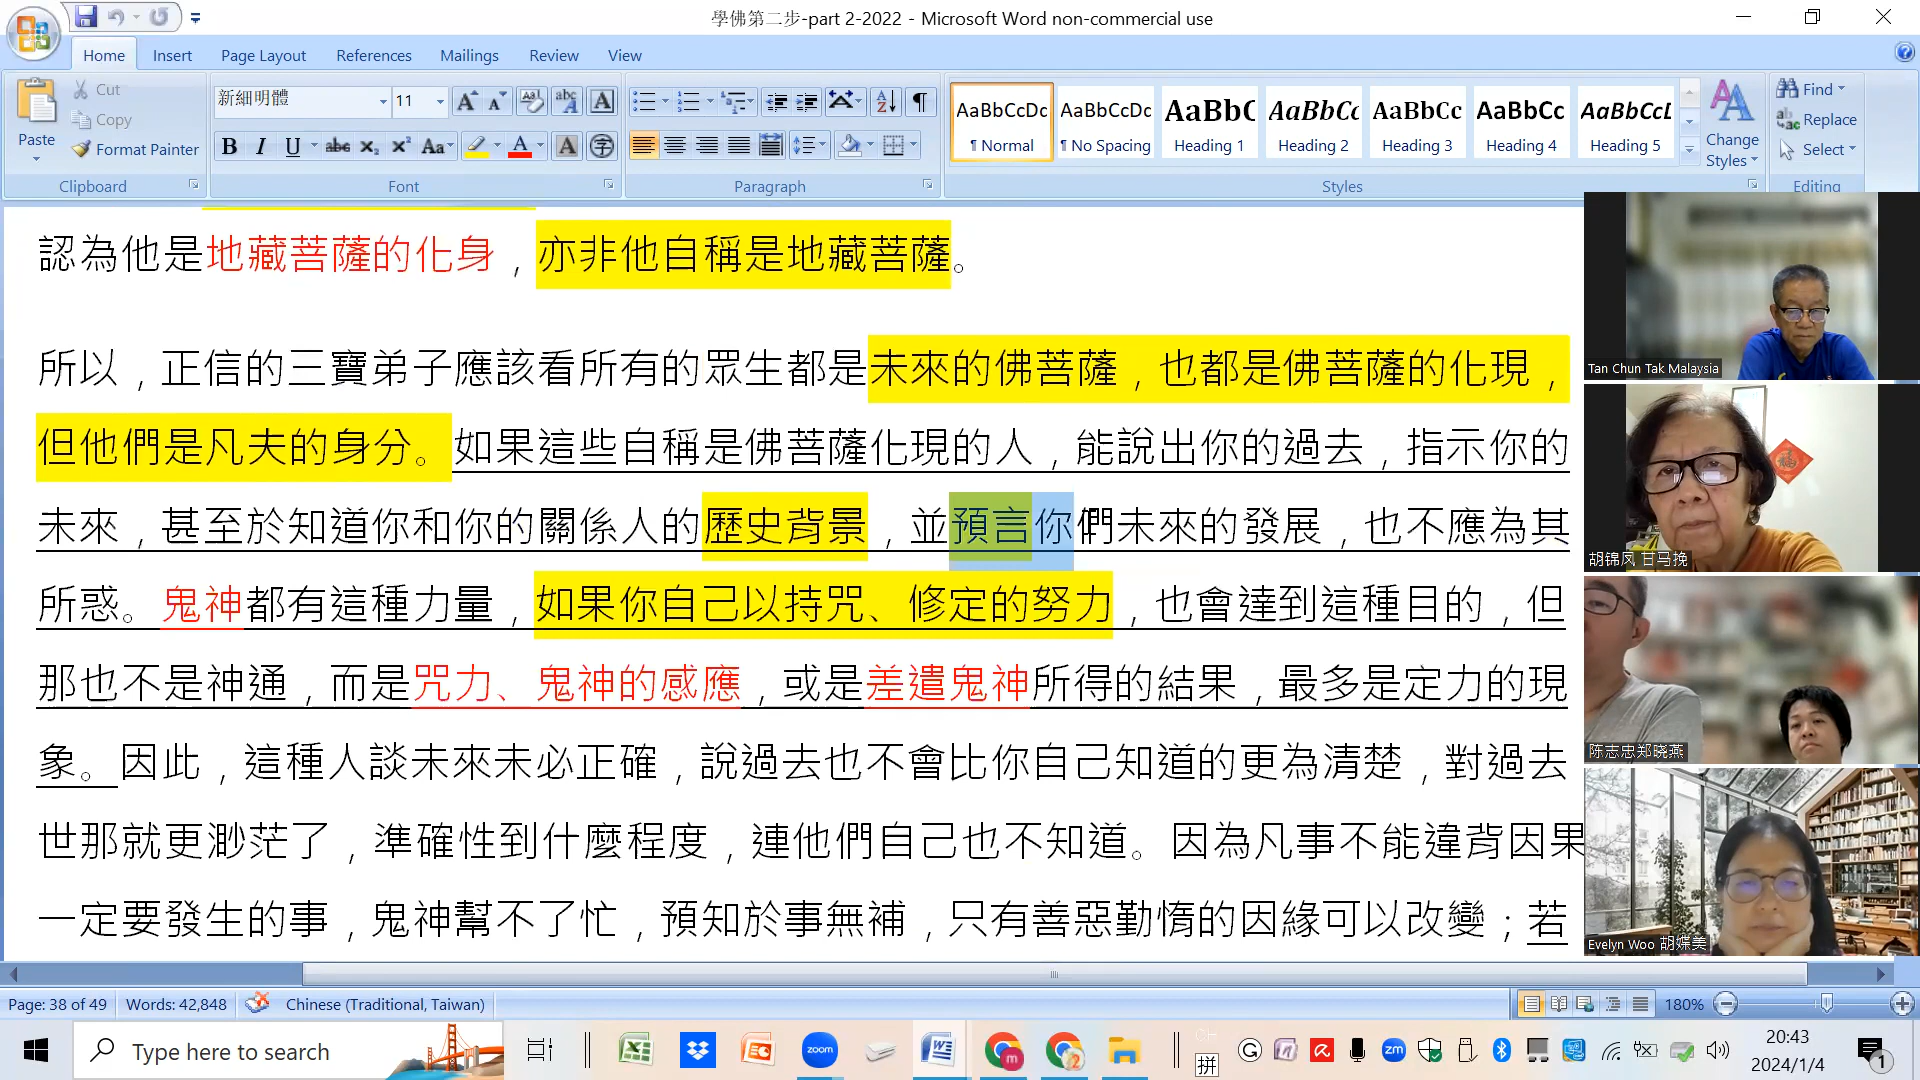 學佛第二步-part 2-2022 - Microsoft Word non-commercial use
Home Insert Page Layout References Mailings Review View
Paste
Cut
Copy
Format Painter
Clipboard
新細明體 11
Font
Paragraph
AaBbCcDc AaBbCcDc AaBbC AaBbCc AaBbCc AaBbCc AaBbCcL
¶ Normal ¶ No Spacing Heading 1 Heading 2 Heading 3 Heading 4 Heading 5
Change Styles
Styles
Find
Replace
Select
Editing
認為他是地藏菩薩的化身，亦非他自稱是地藏菩薩。
所以，正信的三寶弟子應該看所有的眾生都是未來的佛菩薩，也都是佛菩薩的化現，
但他們是凡夫的身分。如果這些自稱是佛菩薩化現的人，能說出你的過去，指示你的
未來，甚至於知道你和你的關係人的歷史背景，並預言你們未來的發展，也不應為其
所惑。鬼神都有這種力量，如果你自己以持咒、修定的努力，也會達到這種目的，但
那也不是神通，而是咒力、鬼神的感應，或是差遣鬼神所得的結果，最多是定力的現
象。因此，這種人談未來未必正確，說過去也不會比你自己知道的更為清楚，對過去
世那就更渺茫了，準確性到什麼程度，連他們自己也不知道。因為凡事不能違背因果
一定要發生的事，鬼神幫不了忙，預知於事無補，只有善惡勤惰的因緣可以改變；若
Tan Chun Tak Malaysia
胡锦凤 甘马挽
陈志忠郑晓燕
Evelyn Woo 胡媟美
Page: 38 of 49 Words: 42,848 Chinese (Traditional, Taiwan) 180%
Type here to search
zoom
CH
拼
zm
20:43
2024/1/4
1